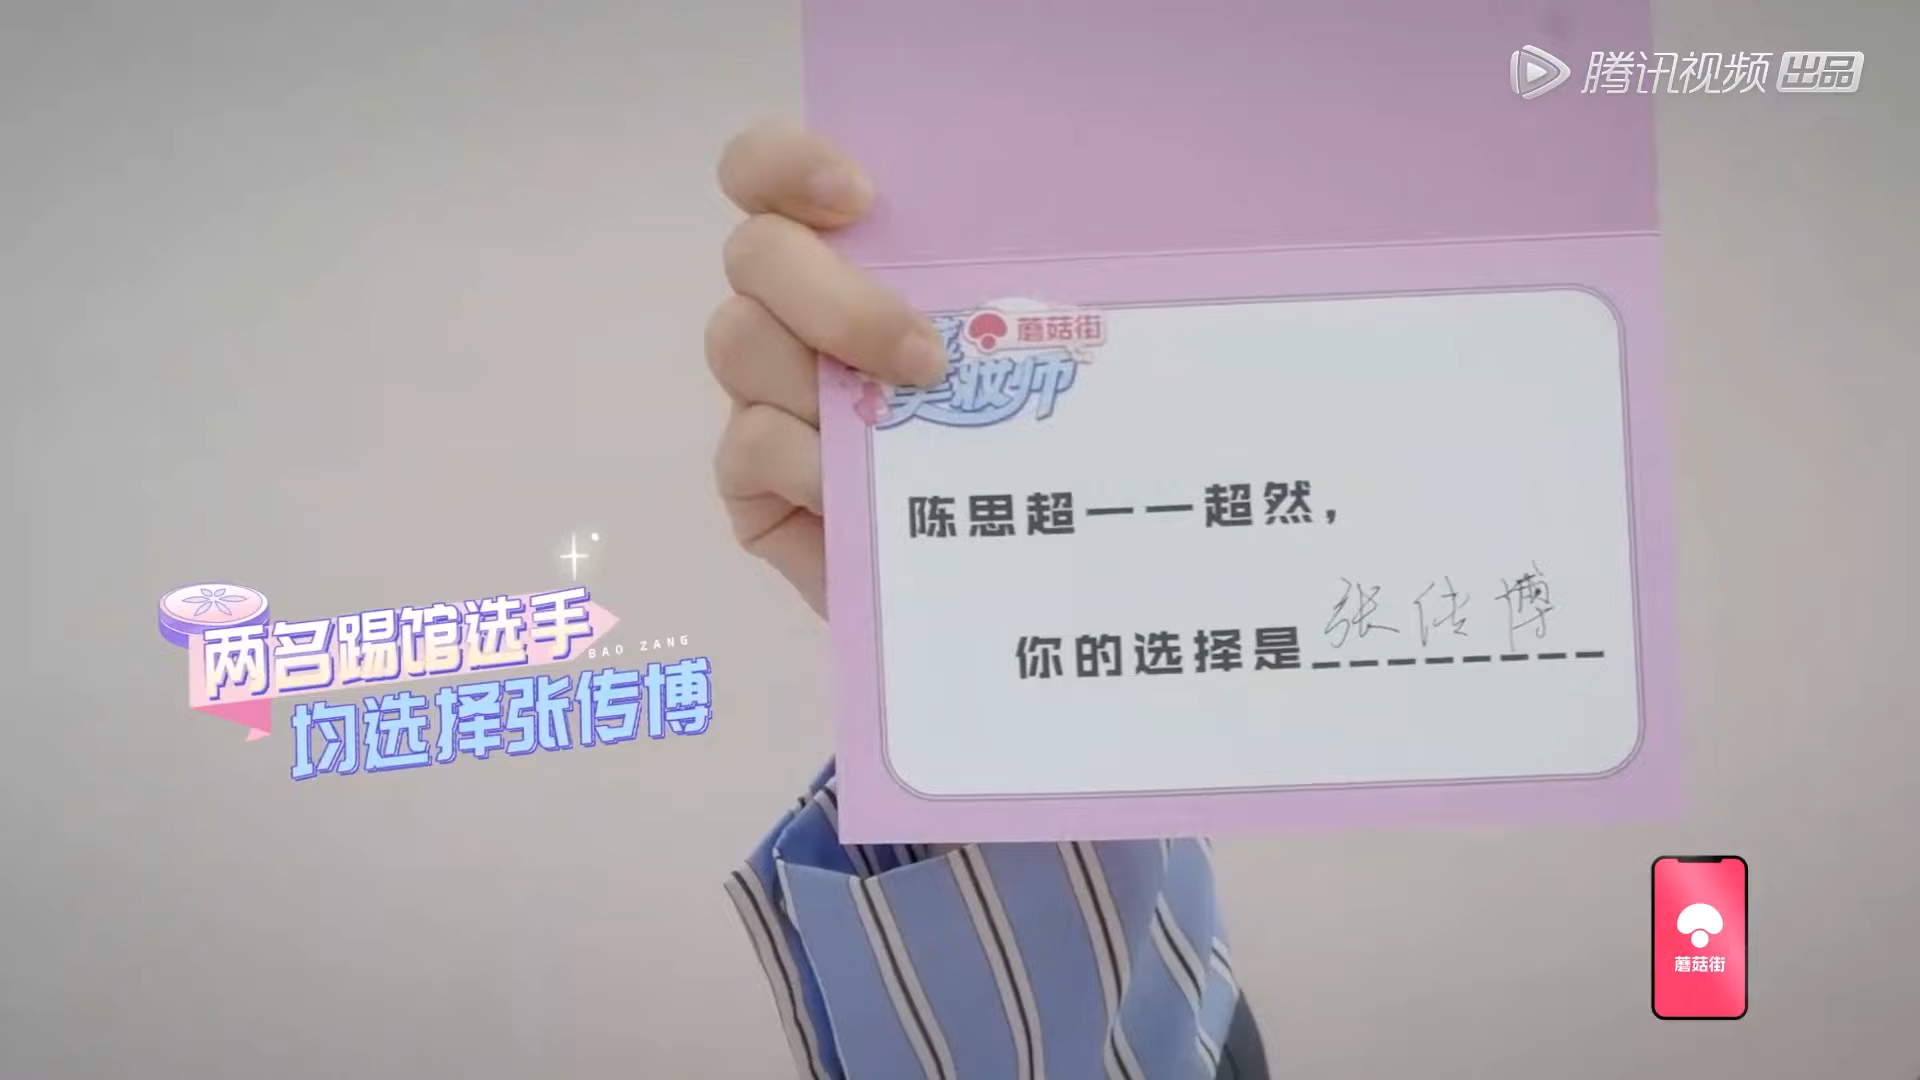 腾讯视频 出品
蘑菇街
美妆师
陈思超——超然，
你的选择是张传博
两名踢馆选手
BAO ZANG
均选择张传博
蘑菇街